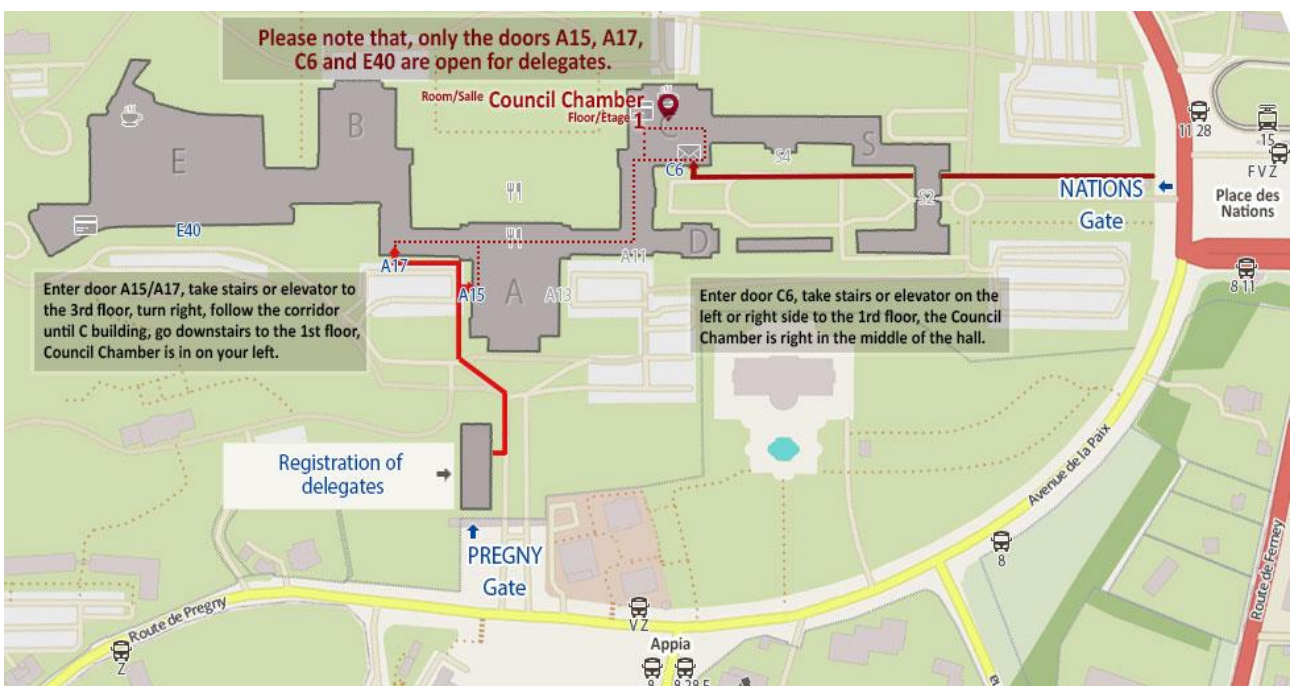 Please note that, only the doors A15, A17,
C6 and E40 are open for delegates.
Room/Salle Council Chamber
Floor/Étage 1
B
C
E
S
S4
C6
S2
11 28
15
F V Z
NATIONS
Gate
Place des
Nations
E40
D
A11
A17
A15
A
A13
8 11
Enter door A15/A17, take stairs or elevator to
the 3rd floor, turn right, follow the corridor
until C building, go downstairs to the 1st floor,
Council Chamber is in on your left.
Enter door C6, take stairs or elevator on the
left or right side to the 1rd floor, the Council
Chamber is right in the middle of the hall.
Registration of
delegates
Avenue de la Paix
PREGNY
Gate
8
Route de Ferney
Route de Pregny
V Z
Appia
Z
8
8 28 F